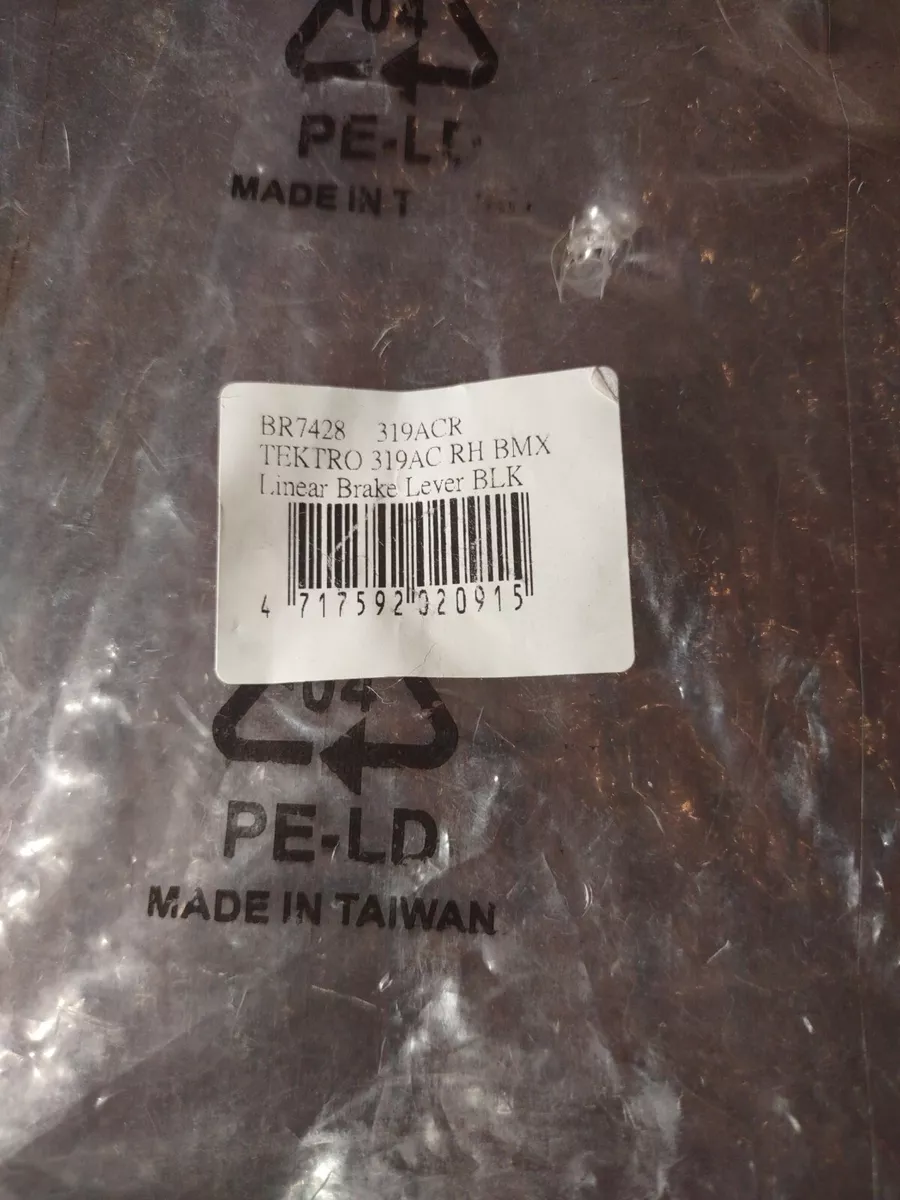 04
PE-LD
MADE IN T
BR7428 319ACR
TEKTRO 319AC RH BMX
Linear Brake Lever BLK
4 717592 020915
04
PE-LD
MADE IN TAIWAN